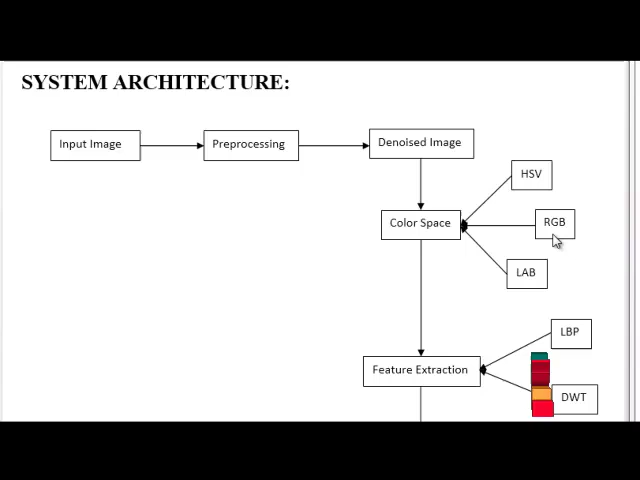 SYSTEM ARCHITECTURE:
Input Image
Preprocessing
Denoised Image
HSV
Color Space
RGB
LAB
LBP
Feature Extraction
DWT